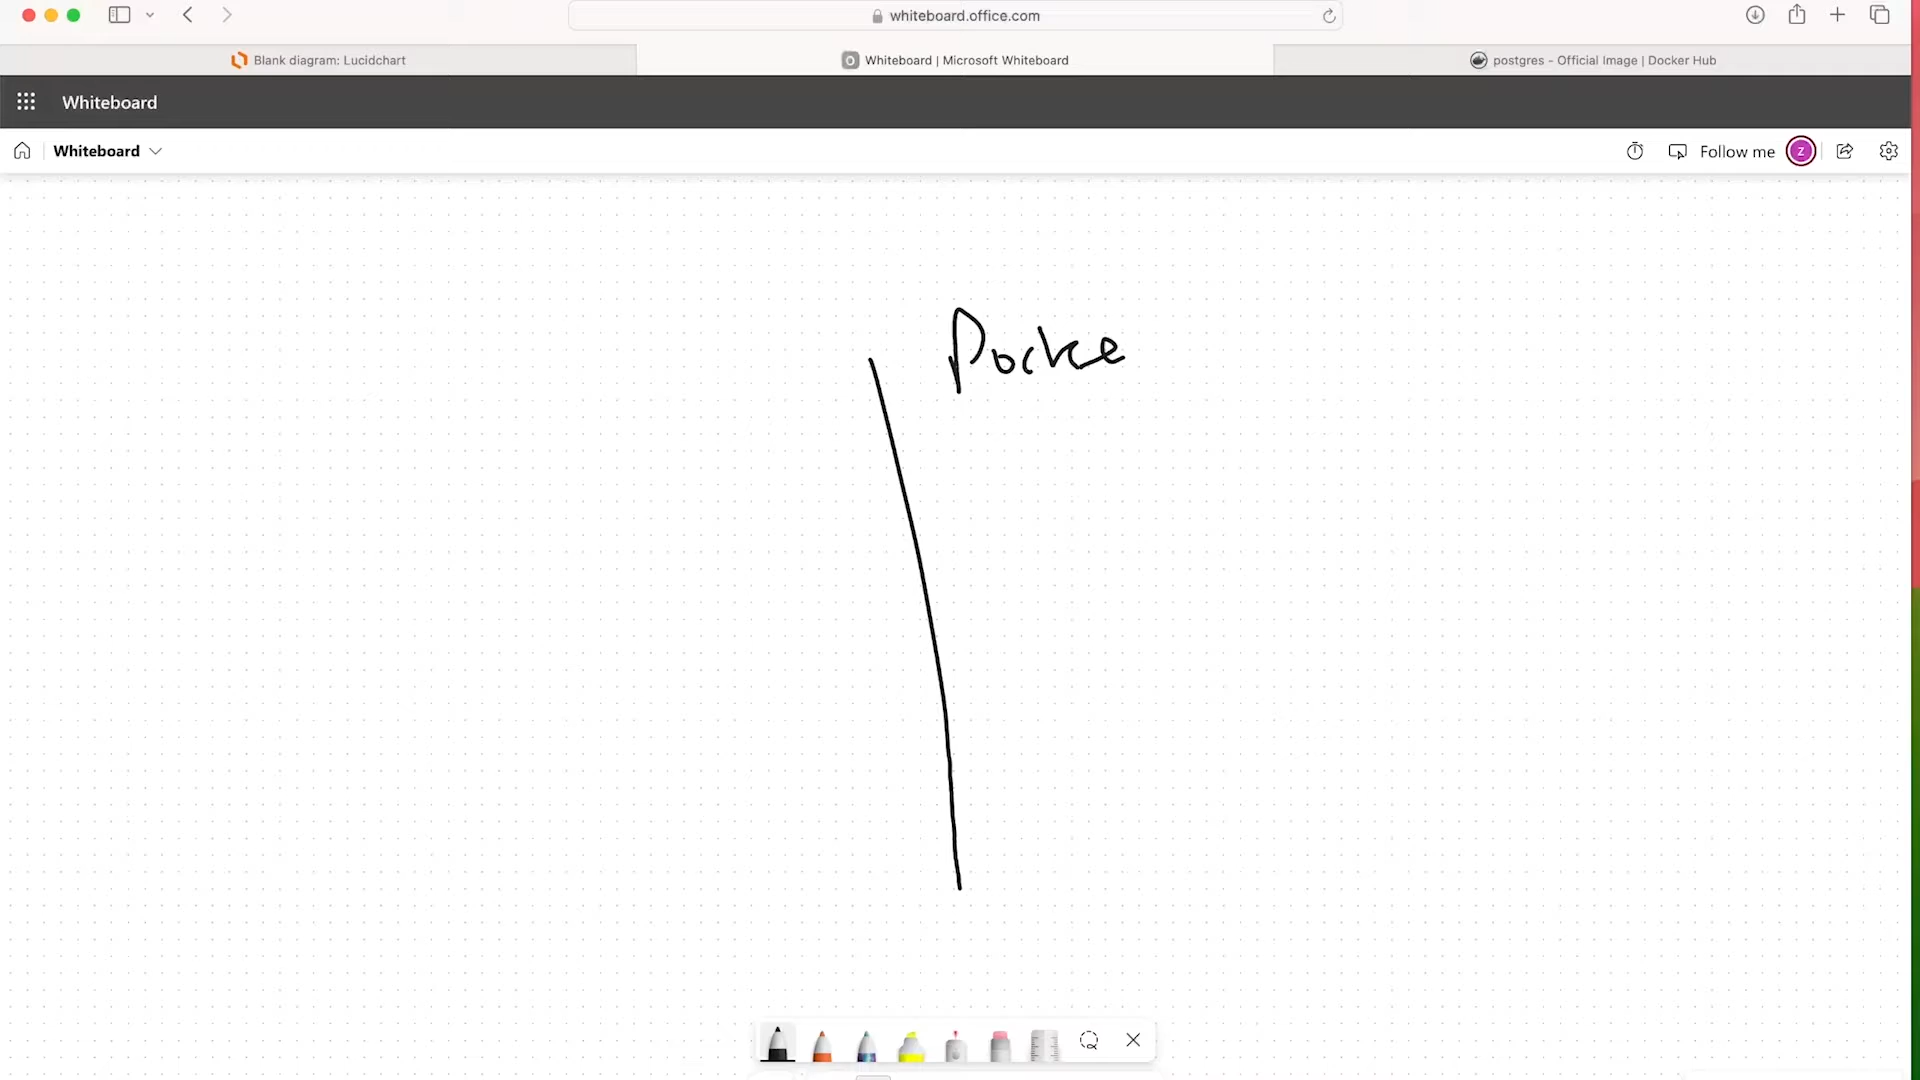 whiteboard.office.com
Blank diagram: Lucidchart
Whiteboard | Microsoft Whiteboard
postgres - Official Image | Docker Hub
Whiteboard
Whiteboard
Follow me
z
Docke